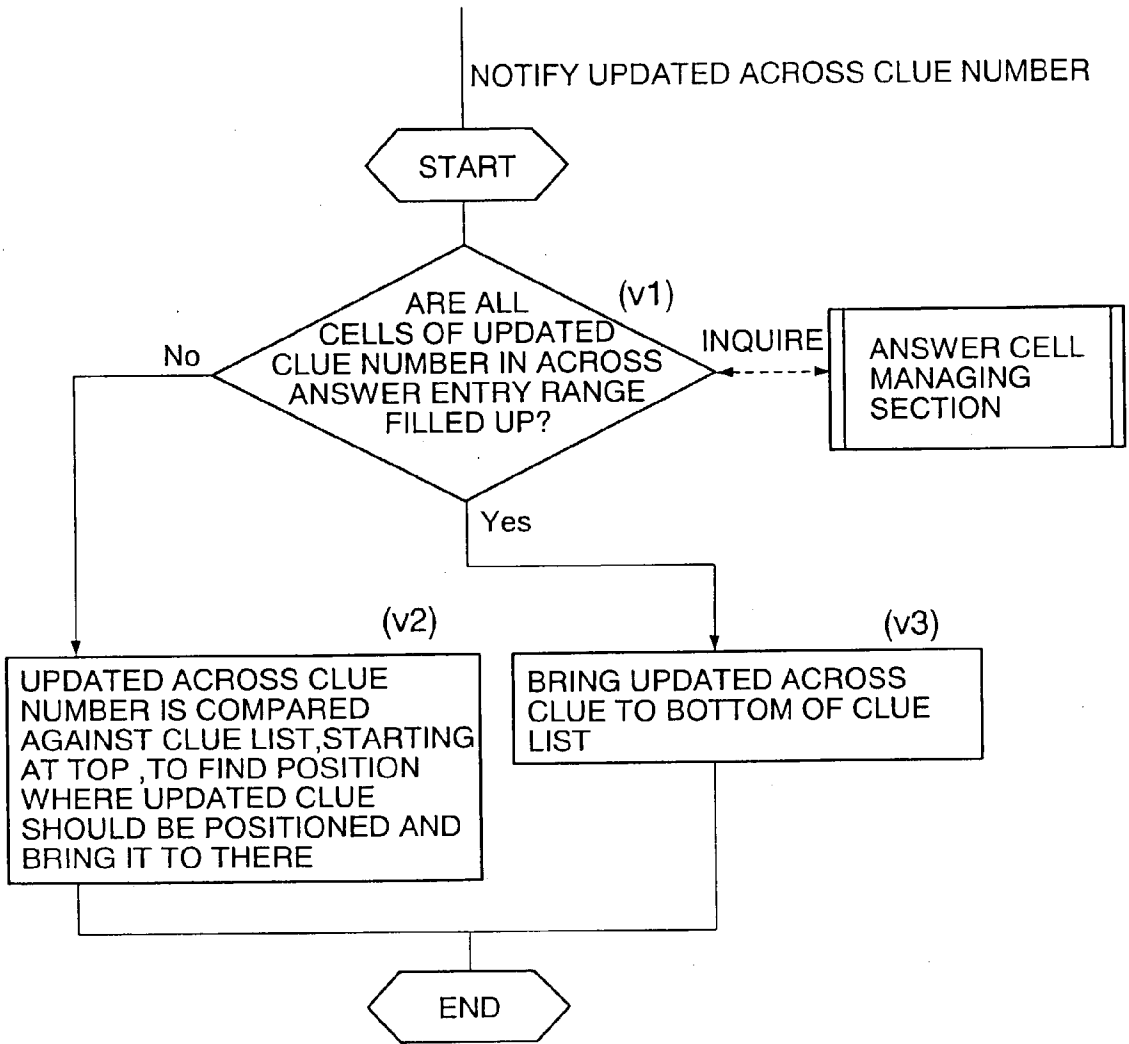 NOTIFY UPDATED ACROSS CLUE NUMBER
START
(v1)
ARE ALL
CELLS OF UPDATED
CLUE NUMBER IN ACROSS
ANSWER ENTRY RANGE
FILLED UP?
No
INQUIRE
ANSWER CELL
MANAGING
SECTION
Yes
(v2)
UPDATED ACROSS CLUE
NUMBER IS COMPARED
AGAINST CLUE LIST,STARTING
AT TOP ,TO FIND POSITION
WHERE UPDATED CLUE
SHOULD BE POSITIONED AND
BRING IT TO THERE
(v3)
BRING UPDATED ACROSS
CLUE TO BOTTOM OF CLUE
LIST
END